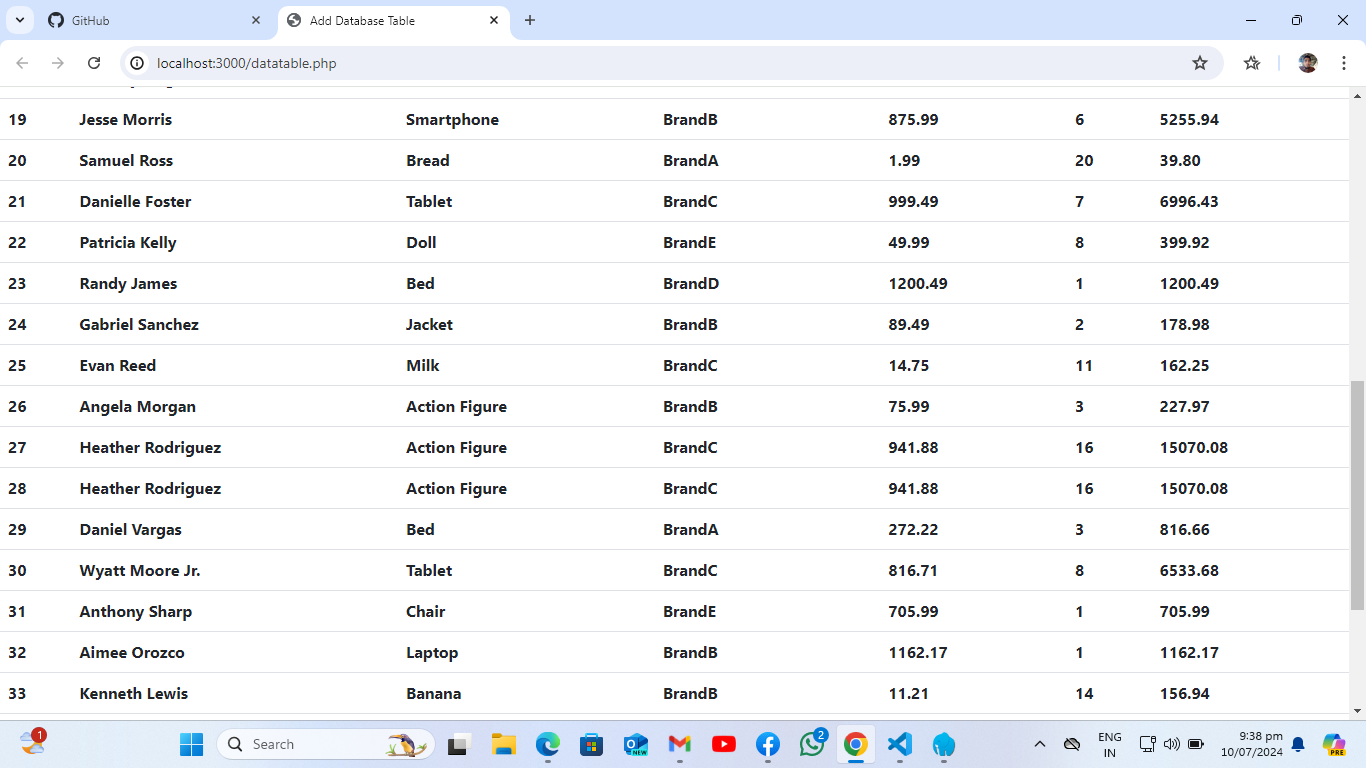 GitHub
Add Database Table
localhost:3000/datatable.php
19 Jesse Morris Smartphone BrandB 875.99 6 5255.94
20 Samuel Ross Bread BrandA 1.99 20 39.80
21 Danielle Foster Tablet BrandC 999.49 7 6996.43
22 Patricia Kelly Doll BrandE 49.99 8 399.92
23 Randy James Bed BrandD 1200.49 1 1200.49
24 Gabriel Sanchez Jacket BrandB 89.49 2 178.98
25 Evan Reed Milk BrandC 14.75 11 162.25
26 Angela Morgan Action Figure BrandB 75.99 3 227.97
27 Heather Rodriguez Action Figure BrandC 941.88 16 15070.08
28 Heather Rodriguez Action Figure BrandC 941.88 16 15070.08
29 Daniel Vargas Bed BrandA 272.22 3 816.66
30 Wyatt Moore Jr. Tablet BrandC 816.71 8 6533.68
31 Anthony Sharp Chair BrandE 705.99 1 705.99
32 Aimee Orozco Laptop BrandB 1162.17 1 1162.17
33 Kenneth Lewis Banana BrandB 11.21 14 156.94
1
Search
NEW
2
ENG
IN
9:38 pm
10/07/2024
PRE